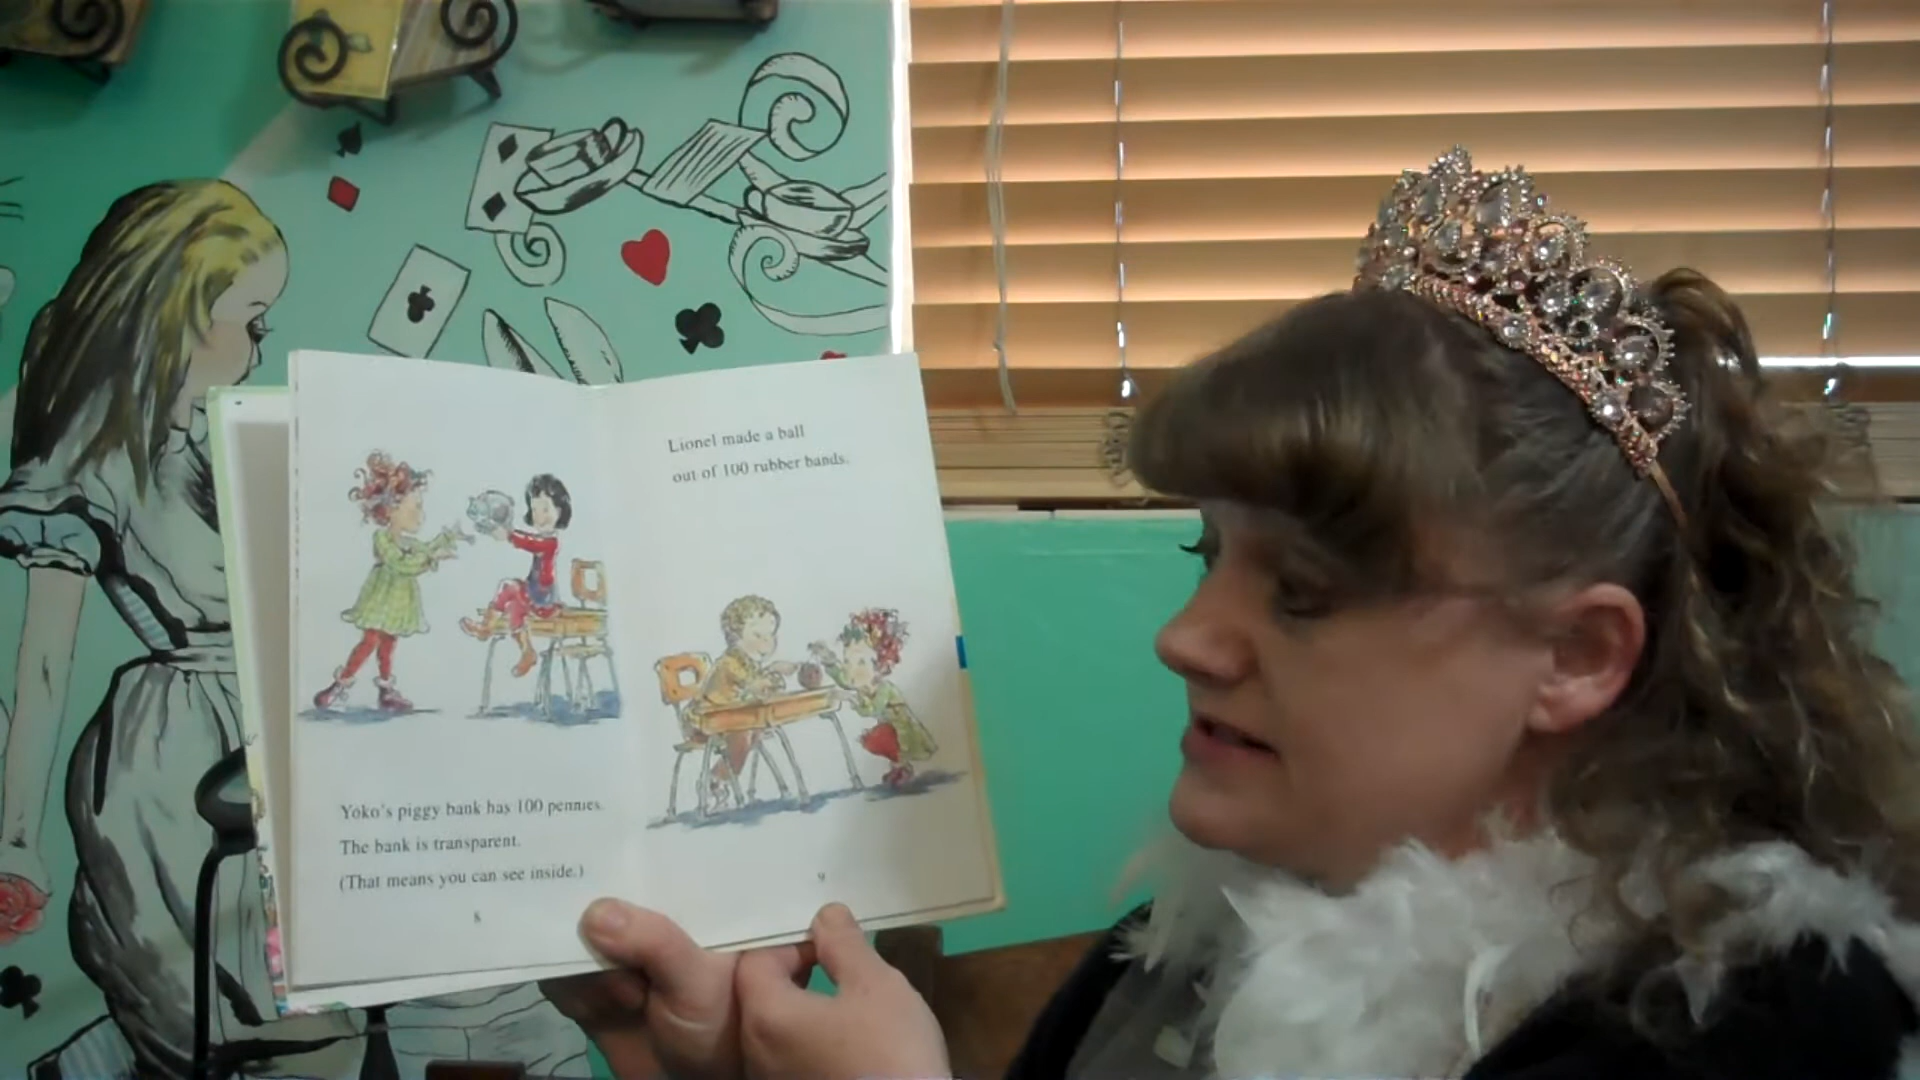 Yoko's piggy bank has 100 pennies.
The bank is transparent.
(That means you can see inside.)
8
Lionel made a ball
out of 100 rubber bands.
9